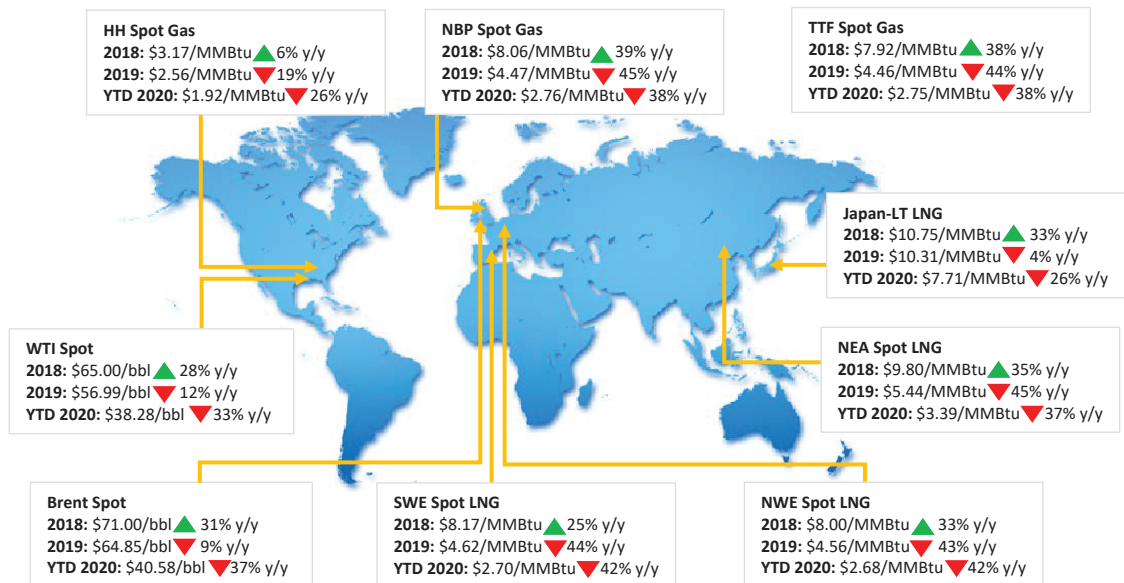 HH Spot Gas
2018: $3.17/MMBtu 6% y/y
2019: $2.56/MMBtu 19% y/y
YTD 2020: $1.92/MMBtu 26% y/y
NBP Spot Gas
2018: $8.06/MMBtu 39% y/y
2019: $4.47/MMBtu 45% y/y
YTD 2020: $2.76/MMBtu 38% y/y
TTF Spot Gas
2018: $7.92/MMBtu 38% y/y
2019: $4.46/MMBtu 44% y/y
YTD 2020: $2.75/MMBtu 38% y/y
Japan-LT LNG
2018: $10.75/MMBtu 33% y/y
2019: $10.31/MMBtu 4% y/y
YTD 2020: $7.71/MMBtu 26% y/y
WTI Spot
2018: $65.00/bbl 28% y/y
2019: $56.99/bbl 12% y/y
YTD 2020: $38.28/bbl 33% y/y
NEA Spot LNG
2018: $9.80/MMBtu 35% y/y
2019: $5.44/MMBtu 45% y/y
YTD 2020: $3.39/MMBtu 37% y/y
Brent Spot
2018: $71.00/bbl 31% y/y
2019: $64.85/bbl 9% y/y
YTD 2020: $40.58/bbl 37% y/y
SWE Spot LNG
2018: $8.17/MMBtu 25% y/y
2019: $4.62/MMBtu 44% y/y
YTD 2020: $2.70/MMBtu 42% y/y
NWE Spot LNG
2018: $8.00/MMBtu 33% y/y
2019: $4.56/MMBtu 43% y/y
YTD 2020: $2.68/MMBtu 42% y/y